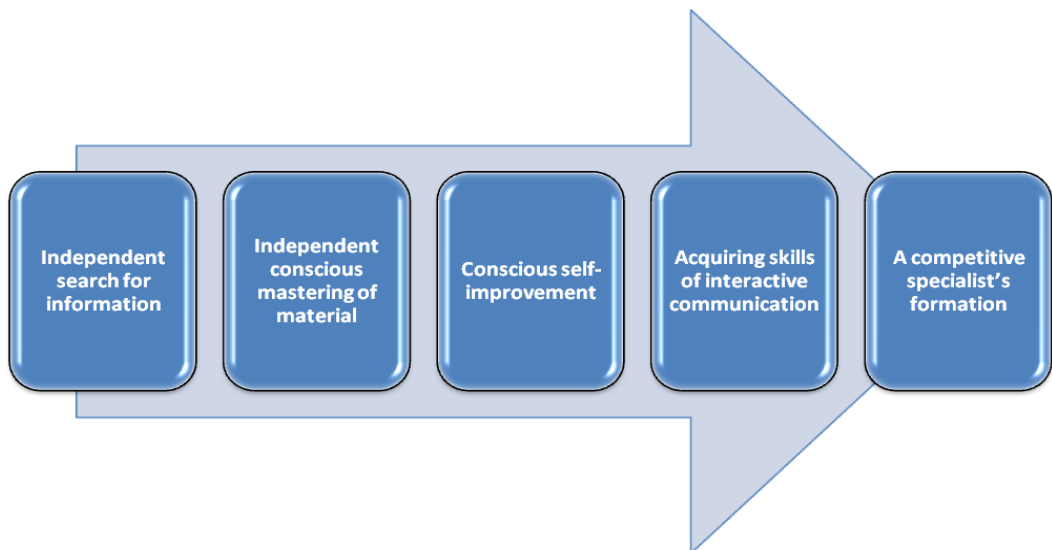 Independent
search for
information
Independent
conscious
mastering of
material
Conscious self-
improvement
Acquiring skills
of interactive
communication
A competitive
specialist’s
formation